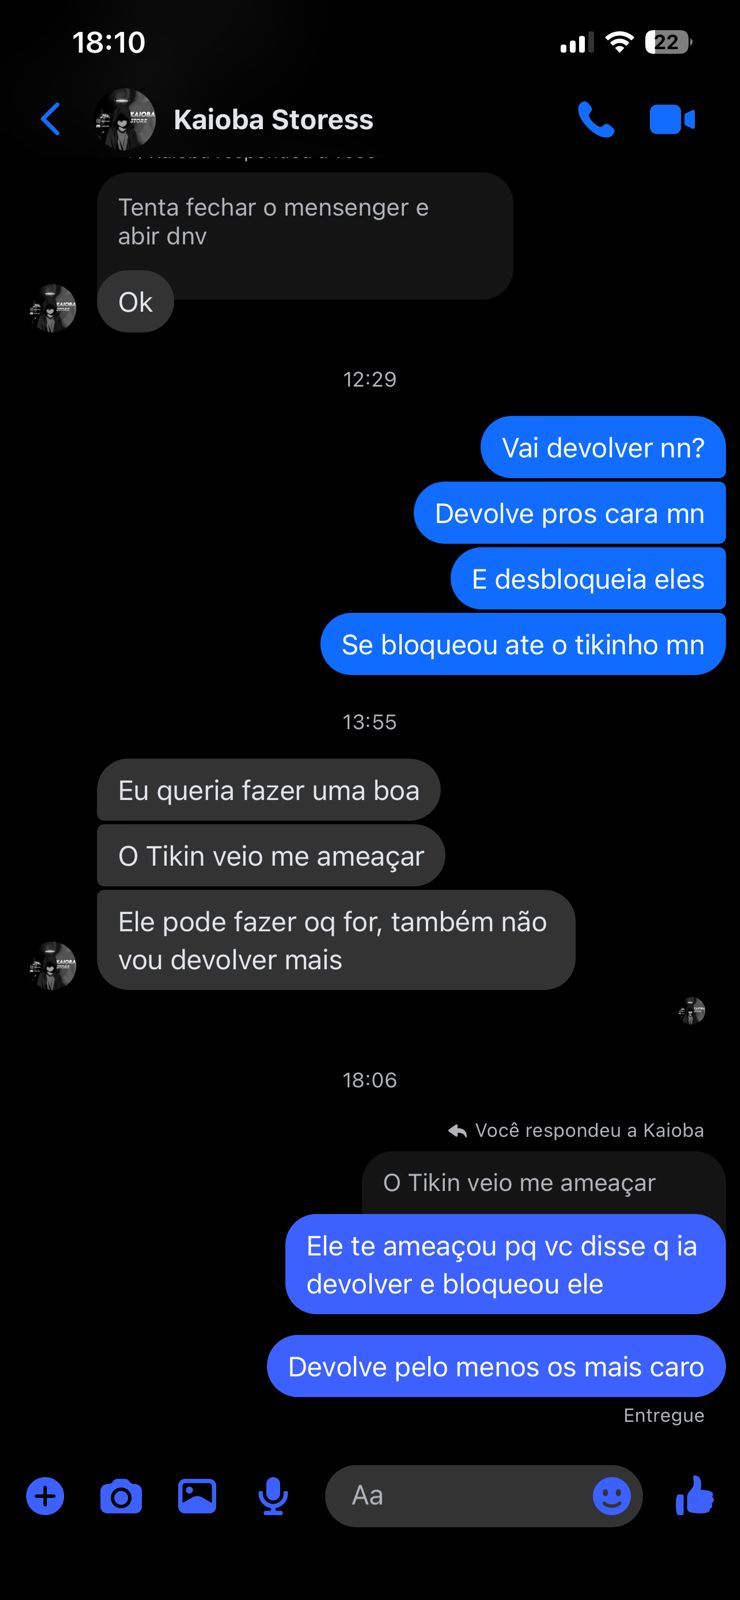 18:10
22
Kaioba Storess
Tenta fechar o mensenger e
abir dnv
Ok
12:29
Vai devolver nn?
Devolve pros cara mn
E desbloqueia eles
Se bloqueou ate o tikinho mn
13:55
Eu queria fazer uma boa
O Tikin veio me ameaçar
Ele pode fazer oq for, também não
vou devolver mais
18:06
Você respondeu a Kaioba
O Tikin veio me ameaçar
Ele te ameaçou pq vc disse q ia
devolver e bloqueou ele
Devolve pelo menos os mais caro
Entregue
Aa